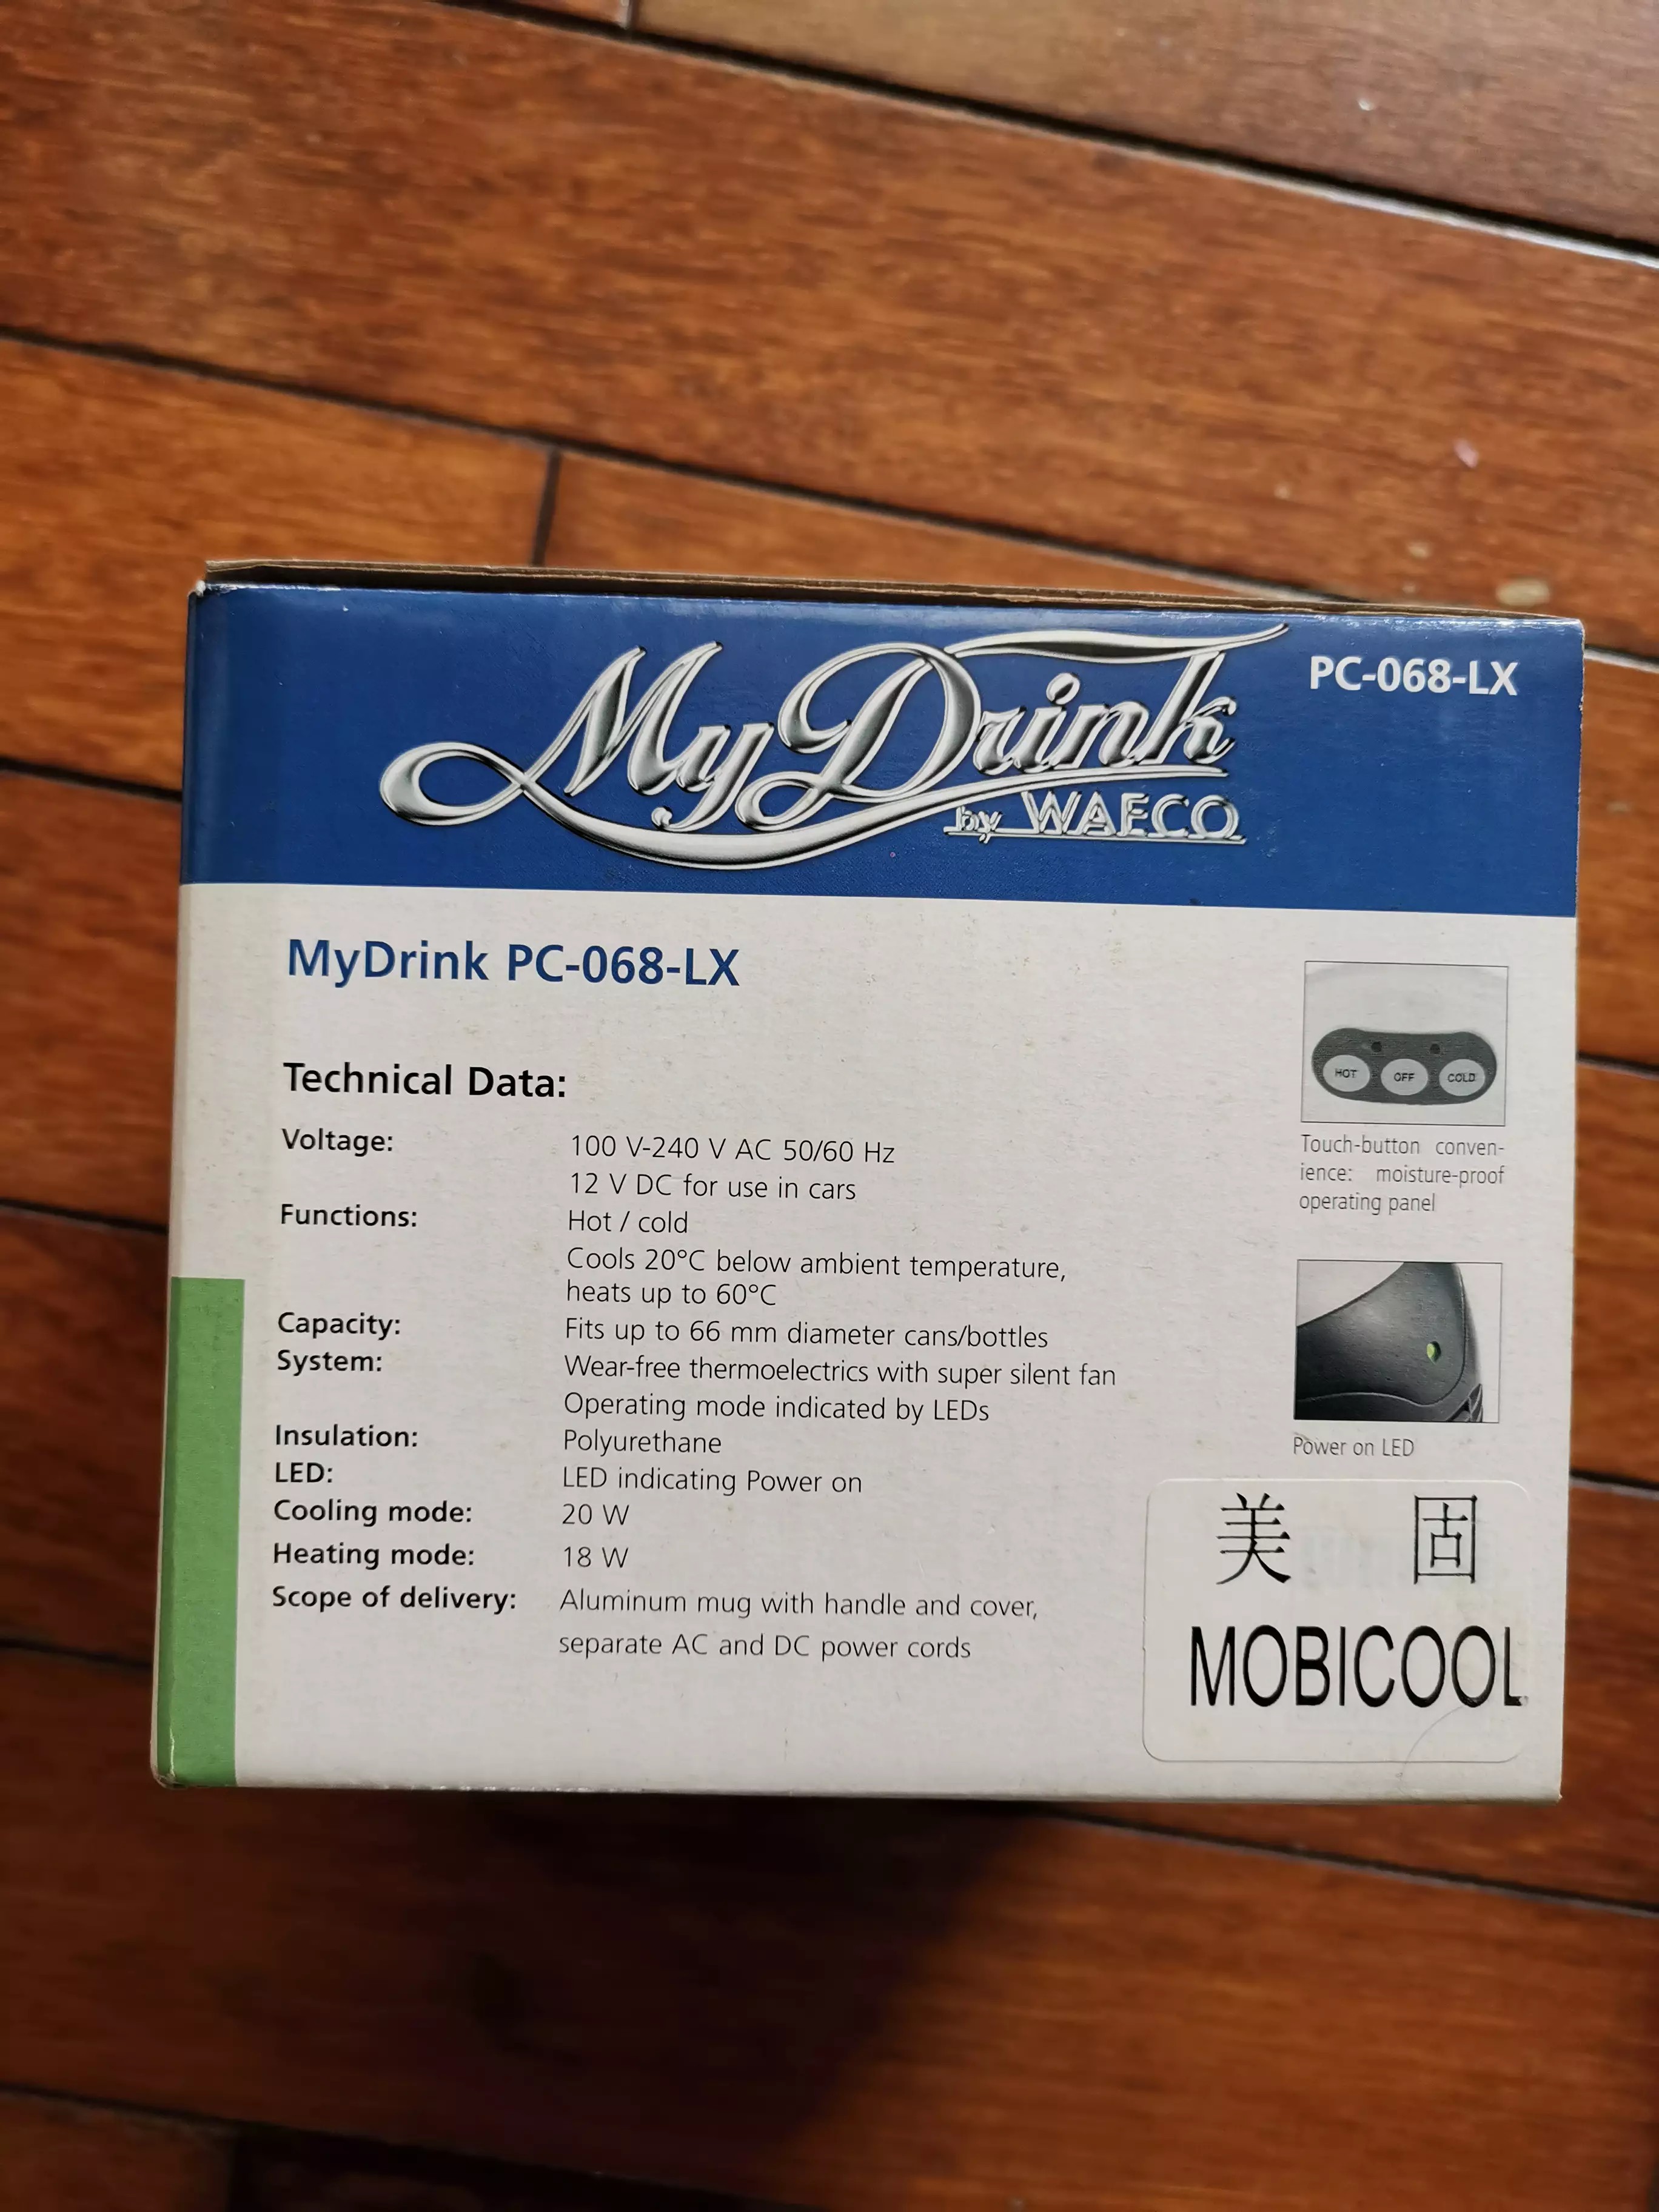 MyDrink
by WAECO
PC-068-LX
MyDrink PC-068-LX
Technical Data:
Voltage: 100 V-240 V AC 50/60 Hz
12 V DC for use in cars
Functions: Hot / cold
Cools 20°C below ambient temperature,
heats up to 60°C
Capacity: Fits up to 66 mm diameter cans/bottles
System: Wear-free thermoelectrics with super silent fan
Operating mode indicated by LEDs
Insulation: Polyurethane
LED: LED indicating Power on
Cooling mode: 20 W
Heating mode: 18 W
Scope of delivery: Aluminum mug with handle and cover,
separate AC and DC power cords
HOT OFF COLD
Touch-button conven-
ience: moisture-proof
operating panel
Power on LED
美 固
MOBICOOL